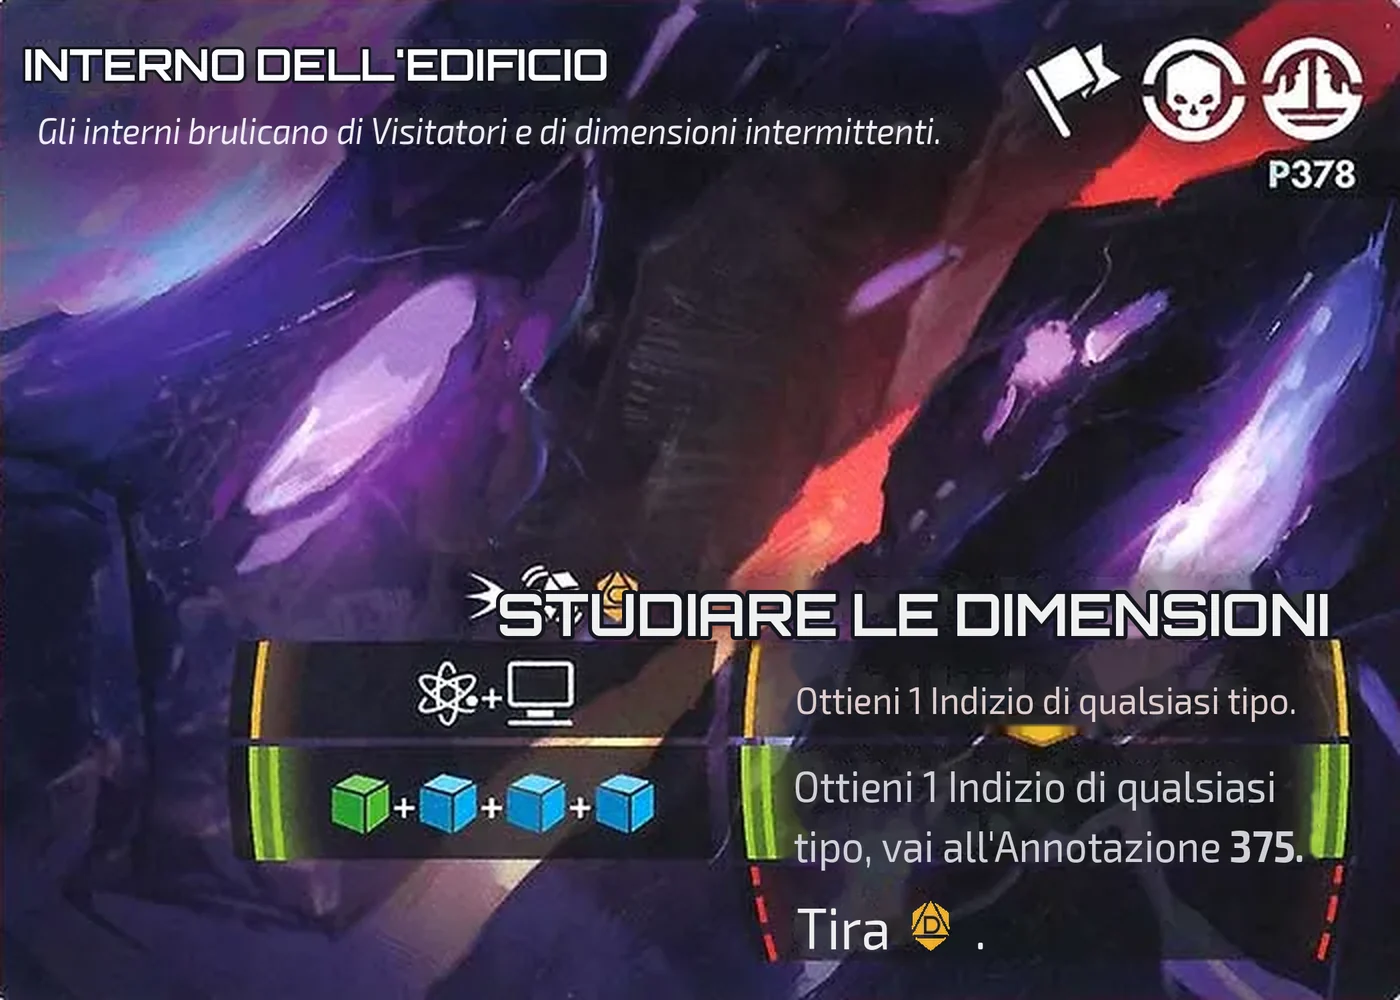 INTERNO DELL'EDIFICIO
Gli interni brulicano di Visitatori e di dimensioni intermittenti.
P378
STUDIARE LE DIMENSIONI
+
Ottieni 1 Indizio di qualsiasi tipo.
+ + +
Ottieni 1 Indizio di qualsiasi
tipo, vai all'Annotazione 375.
Tira D .